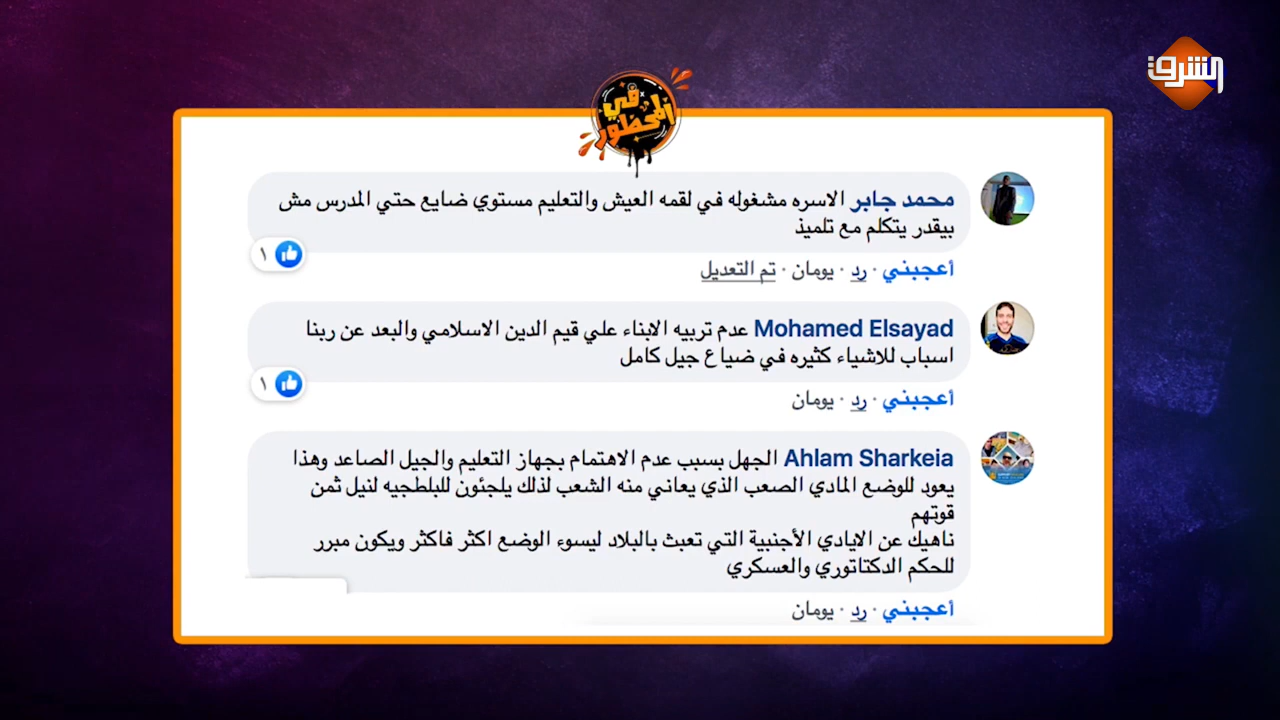 الشرق
في
المحظور
محمد جابر الاسره مشغوله في لقمه العيش والتعليم مستوي ضايع حتي المدرس مش
بيقدر يتكلم مع تلميذ
١
أعجبني · رد · يومان · تم التعديل
Mohamed Elsayad عدم تربيه الابناء علي قيم الدين الاسلامي والبعد عن ربنا
اسباب للاشياء كثيره في ضياع جيل كامل
١
أعجبني · رد · يومان
Ahlam Sharkeia الجهل بسبب عدم الاهتمام بجهاز التعليم والجيل الصاعد وهذا
يعود للوضع المادي الصعب الذي يعاني منه الشعب لذلك يلجئون للبلطجيه لنيل ثمن
قوتهم
ناهيك عن الايادي الأجنبية التي تعبث بالبلاد ليسوء الوضع اكثر فاكثر ويكون مبرر
للحكم الدكتاتوري والعسكري
أعجبني · رد · يومان